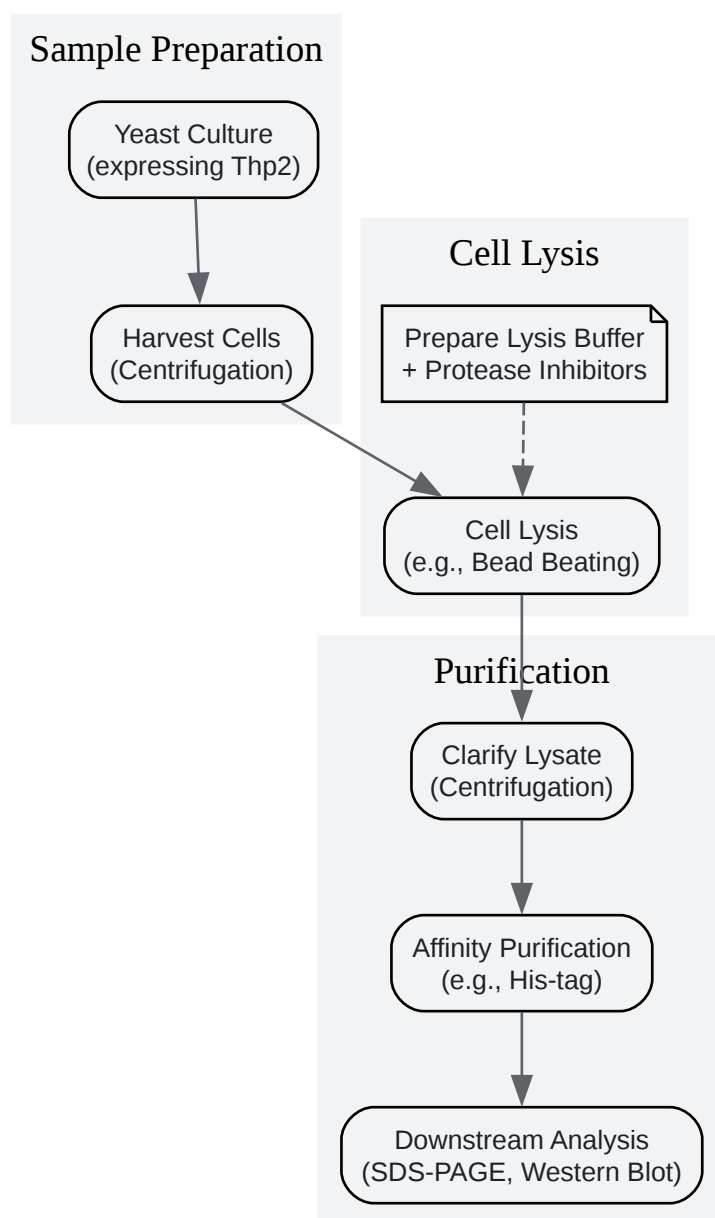 Sample Preparation
Yeast Culture
(expressing Thp2)
Harvest Cells
(Centrifugation)
Cell Lysis
Prepare Lysis Buffer
+ Protease Inhibitors
Cell Lysis
(e.g., Bead Beating)
Purification
Clarify Lysate
(Centrifugation)
Affinity Purification
(e.g., His-tag)
Downstream Analysis
(SDS-PAGE, Western Blot)